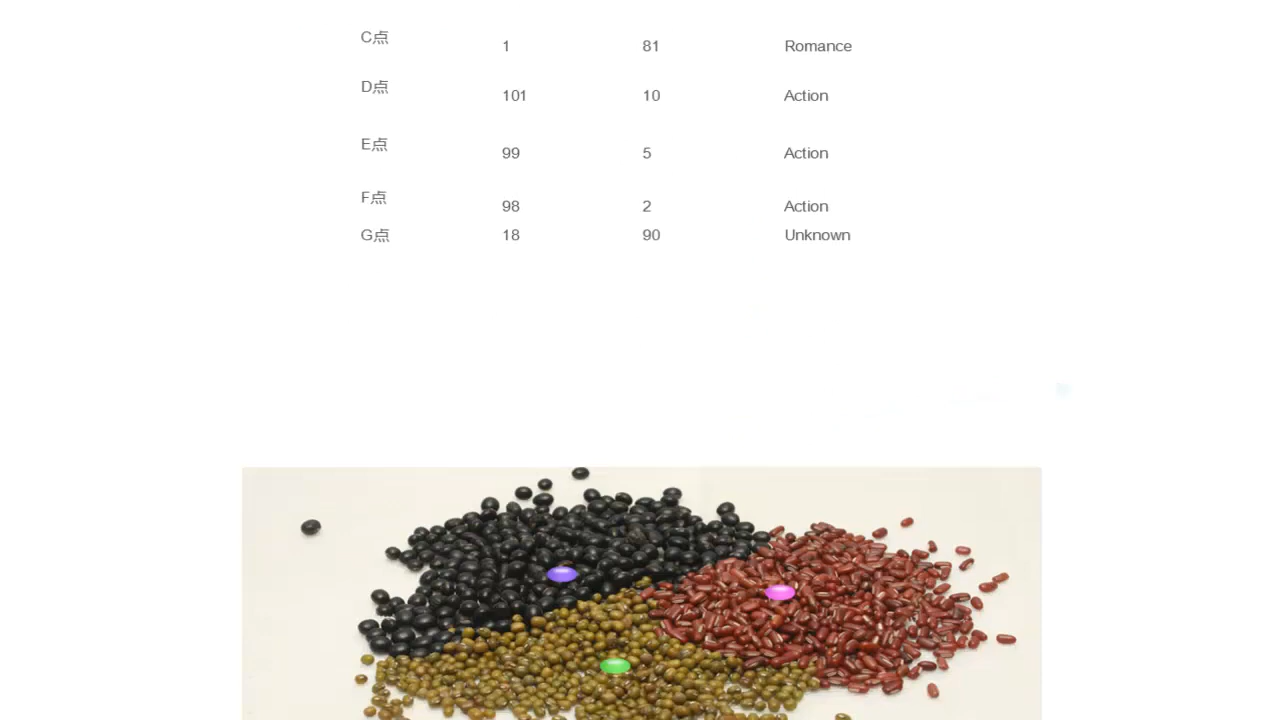 C点 1 81 Romance
D点 101 10 Action
E点 99 5 Action
F点 98 2 Action
G点 18 90 Unknown